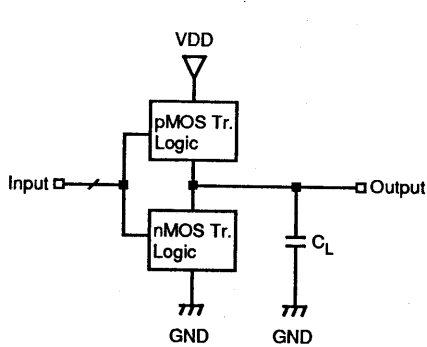 VDD
pMOS Tr.
Logic
Input
Output
nMOS Tr.
Logic
CL
GND
GND